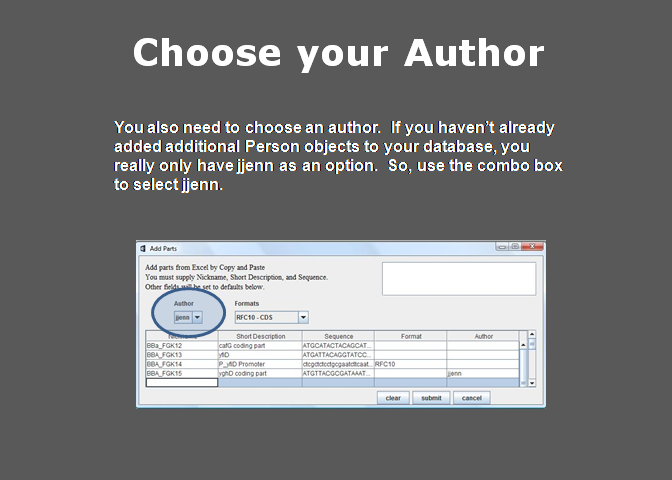 Choose your Author
You also need to choose an author.  If you haven't already
added additional Person objects to your database, you
really only have jjenn as an option.  So, use the combo box
to select jjenn.
Add Parts
Add parts from Excel by Copy and Paste
You must supply Nickname, Short Description, and Sequence.
Other fields will be set to defaults below.
Author Formats
jjenn RFC10 - CDS
Short Description Sequence Format Author
BBa_FGK12 cafG coding part ATGCATACTACAGCAT...
BBA_FGK13 yfID ATGATTACAGGTATCC...
BBA_FGK14 P_yfID Promoter RFC10
BBA_FGK15 yghD coding part ATGTTACGCGATAAAT... jjenn
clear submit cancel